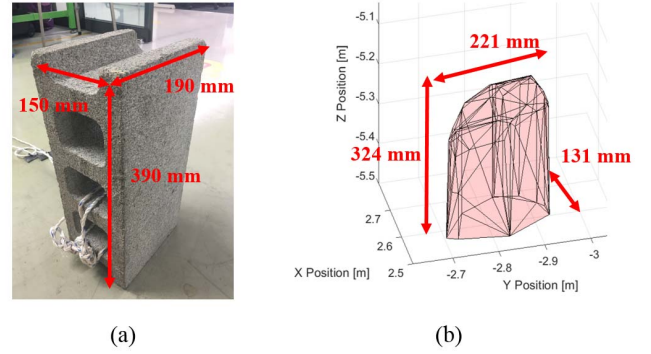 150 mm
190 mm
390 mm
(a)
-5.1
-5.2
-5.3
-5.4
-5.5
Z Position [m]
221 mm
324 mm
131 mm
2.7
2.6
2.5
X Position [m]
-2.7
-2.8
-2.9
-3
Y Position [m]
(b)